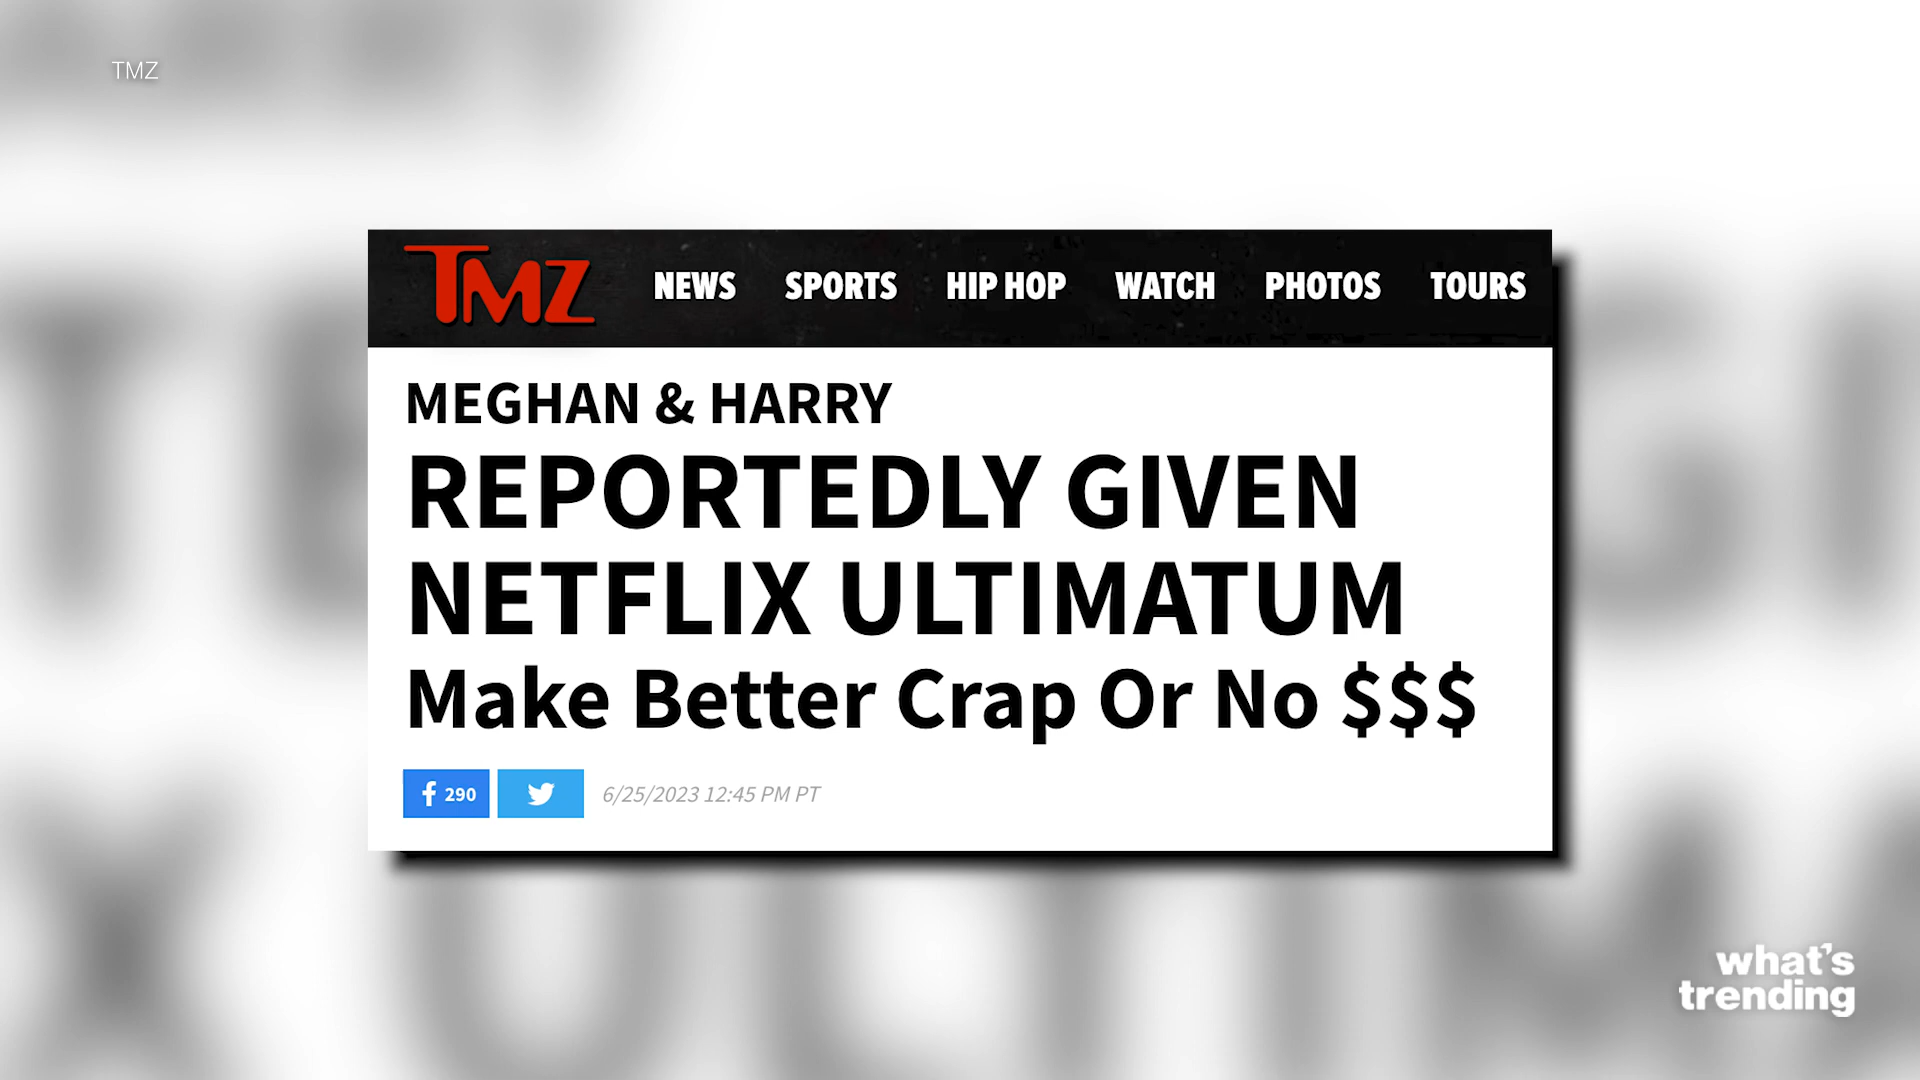 TMZ
TMZ NEWS SPORTS HIP HOP WATCH PHOTOS TOURS
MEGHAN & HARRY
REPORTEDLY GIVEN
NETFLIX ULTIMATUM
Make Better Crap Or No $$$
290 6/25/2023 12:45 PM PT
what's
trending